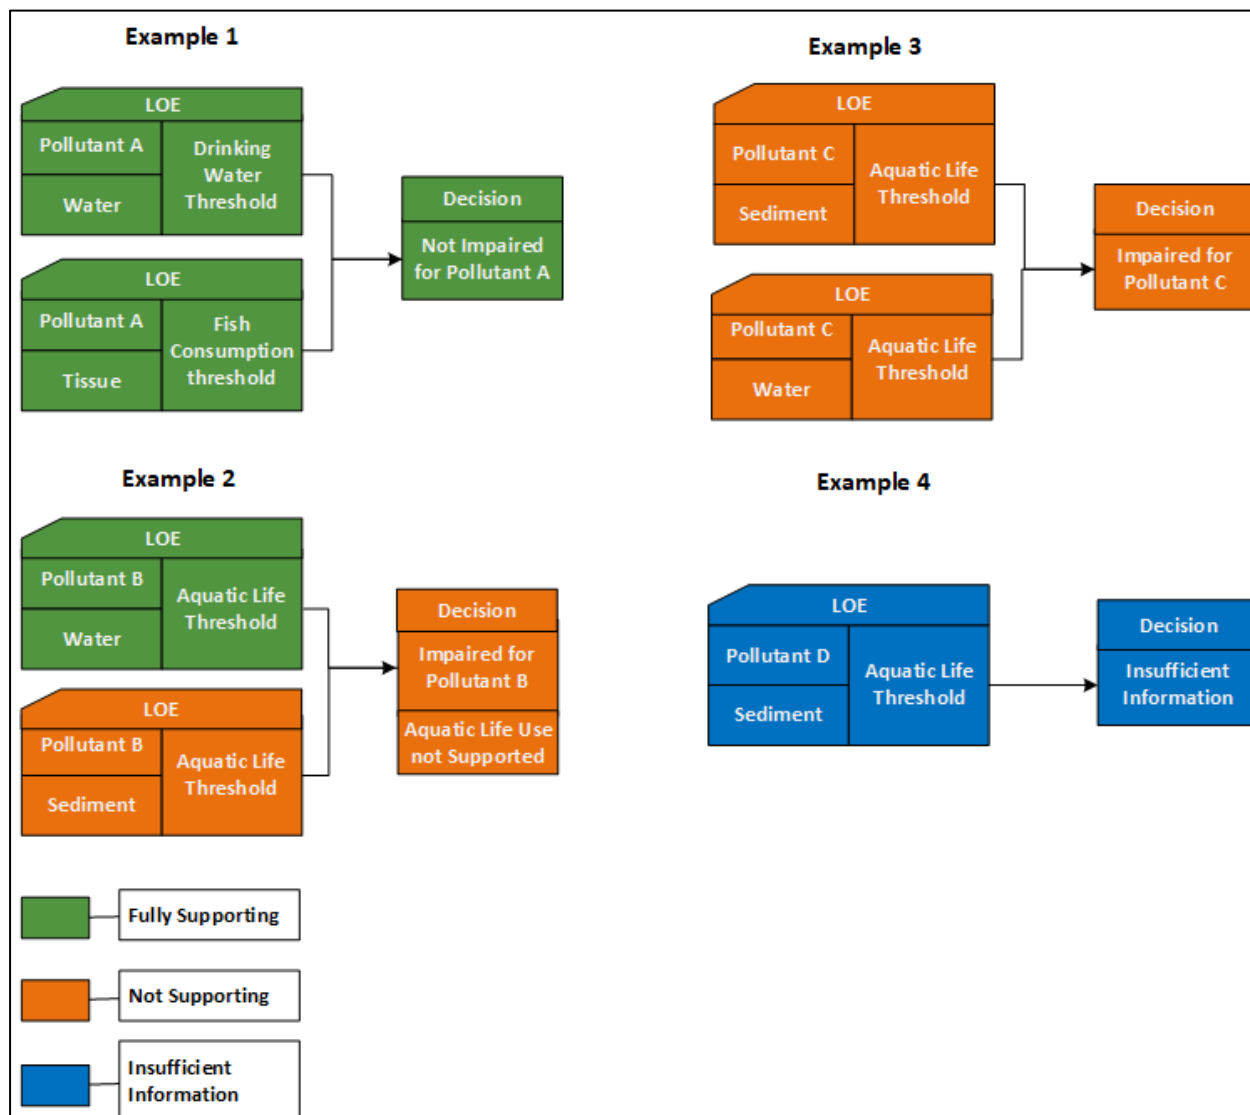 Example 1
LOE
Pollutant A
Drinking
Water
Threshold
Water
LOE
Pollutant A
Fish
Consumption
threshold
Tissue
Decision
Not Impaired
for Pollutant A
Example 2
LOE
Pollutant B
Aquatic Life
Threshold
Water
LOE
Pollutant B
Aquatic Life
Threshold
Sediment
Decision
Impaired for
Pollutant B
Aquatic Life Use
not Supported
Example 3
LOE
Pollutant C
Aquatic Life
Threshold
Sediment
LOE
Pollutant C
Aquatic Life
Threshold
Water
Decision
Impaired for
Pollutant C
Example 4
LOE
Pollutant D
Aquatic Life
Threshold
Sediment
Decision
Insufficient
Information
Fully Supporting
Not Supporting
Insufficient
Information